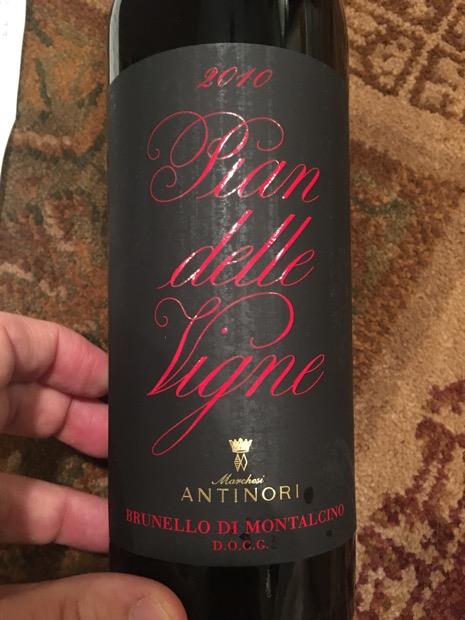 2010
Pian
delle
Vigne
Marchesi
ANTINORI
BRUNELLO DI MONTALCINO
D.O.C.G.